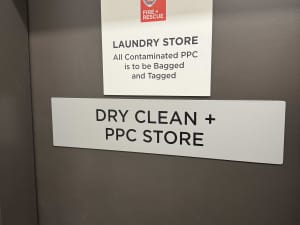 FIRE+
RESCUE
LAUNDRY STORE
All Contaminated PPC
is to be Bagged
and Tagged
DRY CLEAN +
PPC STORE